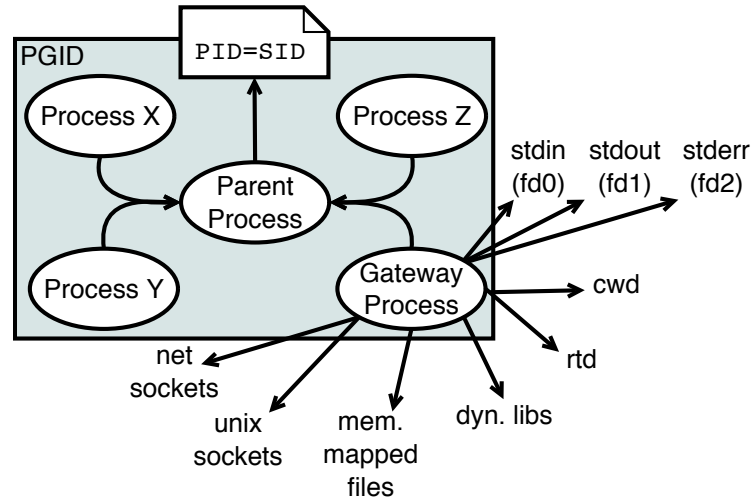 PGID
PID=SID
Process X
Process Z
Parent
Process
Process Y
Gateway
Process
stdin
(fd0)
stdout
(fd1)
stderr
(fd2)
cwd
rtd
dyn. libs
mem.
mapped
files
unix
sockets
net
sockets